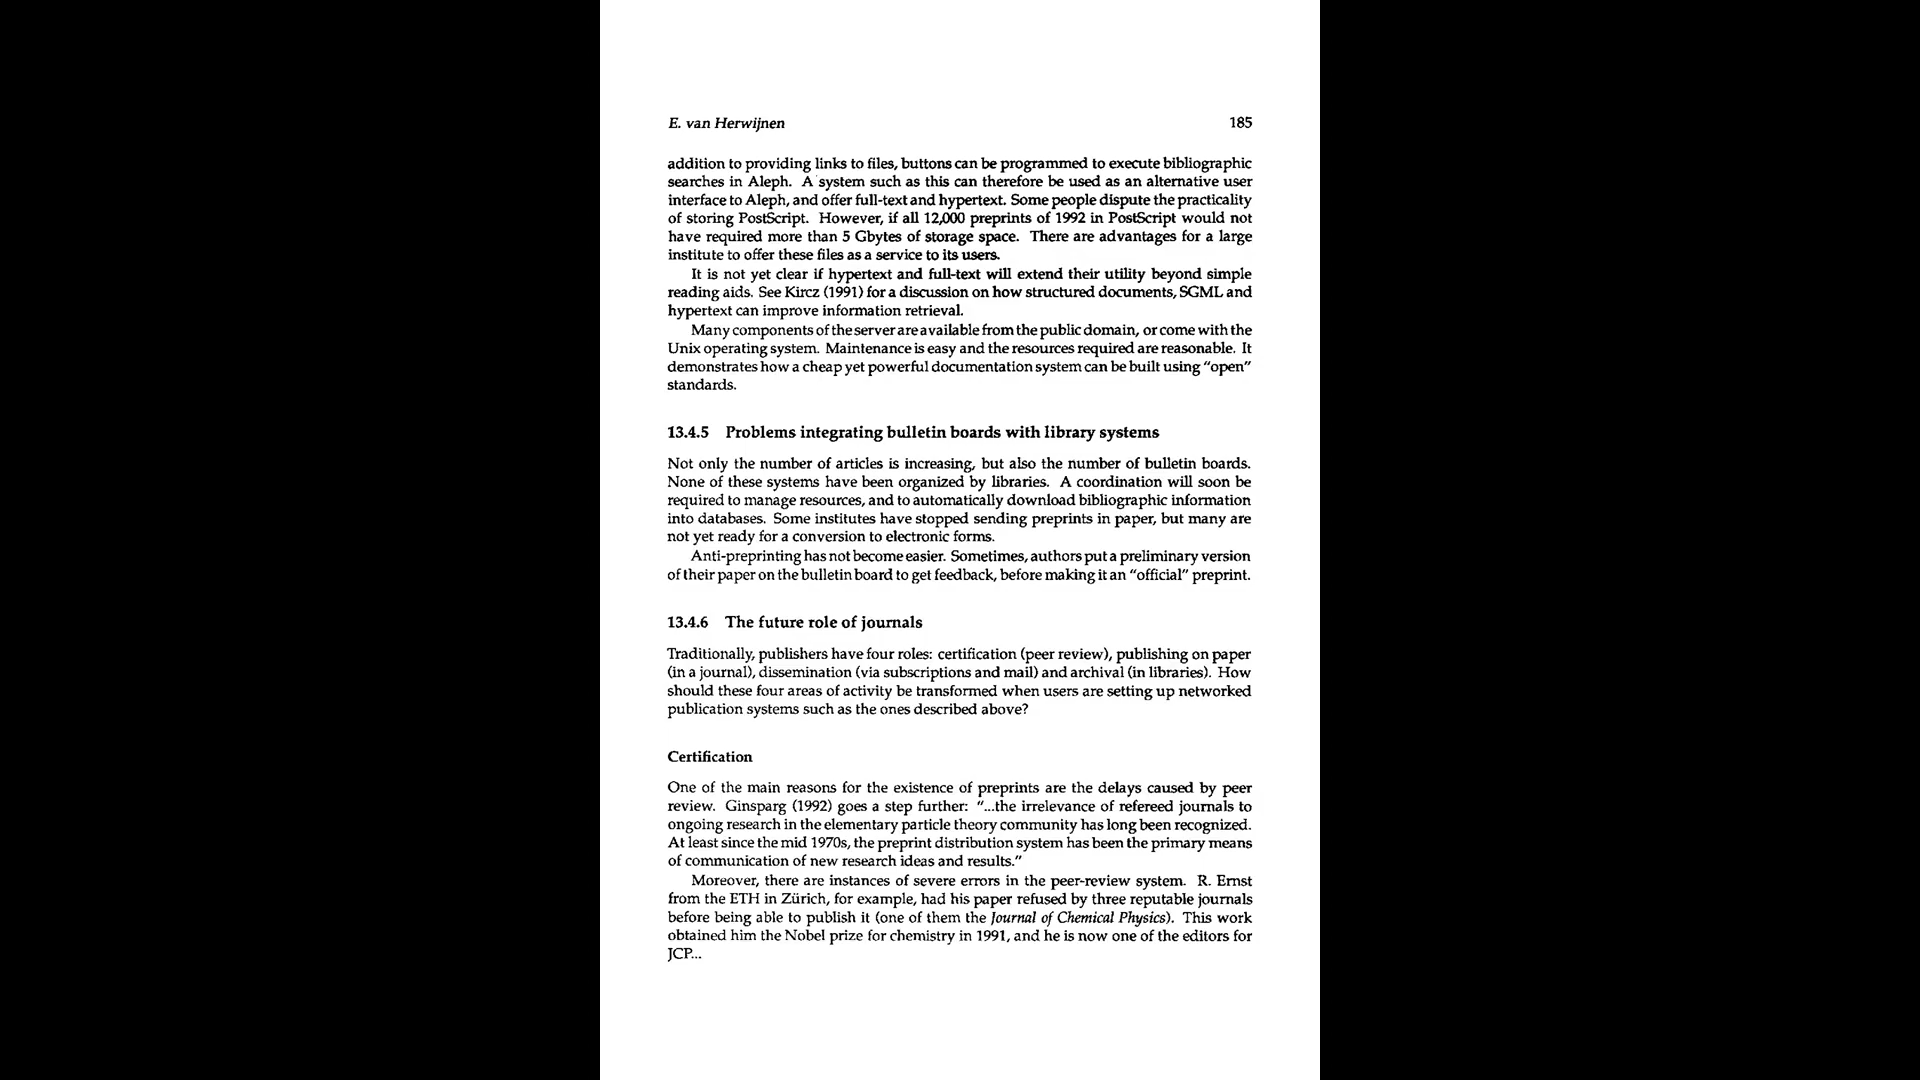 E. van Herwijnen 185
addition to providing links to files, buttons can be programmed to execute bibliographic
searches in Aleph. A system such as this can therefore be used as an alternative user
interface to Aleph, and offer full-text and hypertext. Some people dispute the practicality
of storing PostScript. However, if all 12,000 preprints of 1992 in PostScript would not
have required more than 5 Gbytes of storage space. There are advantages for a large
institute to offer these files as a service to its users.
It is not yet clear if hypertext and full-text will extend their utility beyond simple
reading aids. See Kircz (1991) for a discussion on how structured documents, SGML and
hypertext can improve information retrieval.
Many components of the server are available from the public domain, or come with the
Unix operating system. Maintenance is easy and the resources required are reasonable. It
demonstrates how a cheap yet powerful documentation system can be built using "open"
standards.
13.4.5 Problems integrating bulletin boards with library systems
Not only the number of articles is increasing, but also the number of bulletin boards.
None of these systems have been organized by libraries. A coordination will soon be
required to manage resources, and to automatically download bibliographic information
into databases. Some institutes have stopped sending preprints in paper, but many are
not yet ready for a conversion to electronic forms.
Anti-preprinting has not become easier. Sometimes, authors put a preliminary version
of their paper on the bulletin board to get feedback, before making it an "official" preprint.
13.4.6 The future role of journals
Traditionally, publishers have four roles: certification (peer review), publishing on paper
(in a journal), dissemination (via subscriptions and mail) and archival (in libraries). How
should these four areas of activity be transformed when users are setting up networked
publication systems such as the ones described above?
Certification
One of the main reasons for the existence of preprints are the delays caused by peer
review. Ginsparg (1992) goes a step further: "...the irrelevance of refereed journals to
ongoing research in the elementary particle theory community has long been recognized.
At least since the mid 1970s, the preprint distribution system has been the primary means
of communication of new research ideas and results."
Moreover, there are instances of severe errors in the peer-review system. R. Ernst
from the ETH in Zürich, for example, had his paper refused by three reputable journals
before being able to publish it (one of them the Journal of Chemical Physics). This work
obtained him the Nobel prize for chemistry in 1991, and he is now one of the editors for
JCP...